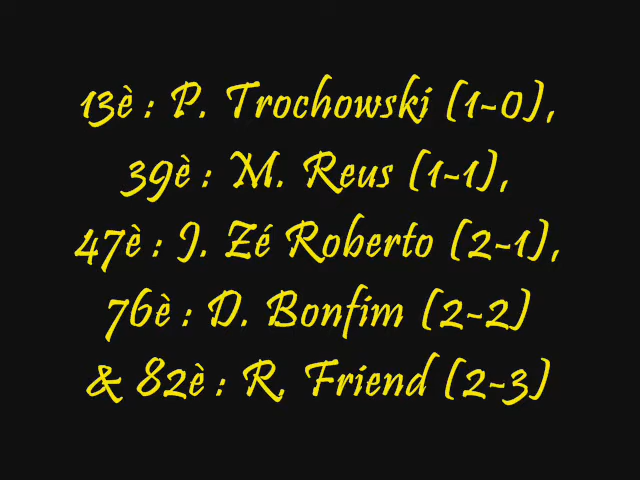 13è : P. Trochowski (1-0),
39è : M. Reus (1-1),
47è : J. Zé Roberto (2-1),
76è : D. Bonfim (2-2)
& 82è : R. Friend (2-3)